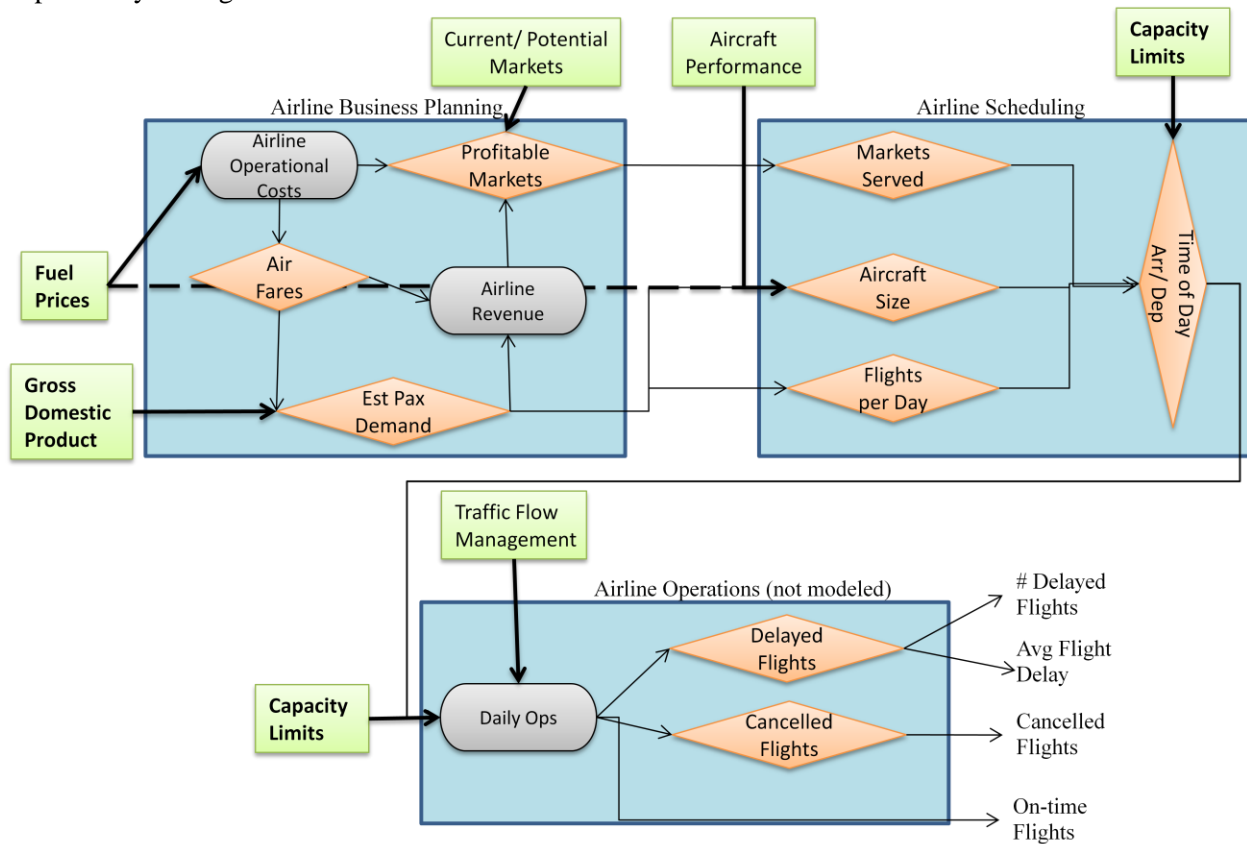 Current/ Potential
Markets
Aircraft
Performance
Capacity
Limits
Airline Business Planning
Airline Scheduling
Airline
Operational
Costs
Profitable
Markets
Markets
Served
Fuel
Prices
Air
Fares
Airline
Revenue
Aircraft
Size
Time of Day
Arr/ Dep
Gross
Domestic
Product
Est Pax
Demand
Flights
per Day
Traffic Flow
Management
Airline Operations (not modeled)
# Delayed
Flights
Delayed
Flights
Avg Flight
Delay
Capacity
Limits
Daily Ops
Cancelled
Flights
Cancelled
Flights
On-time
Flights